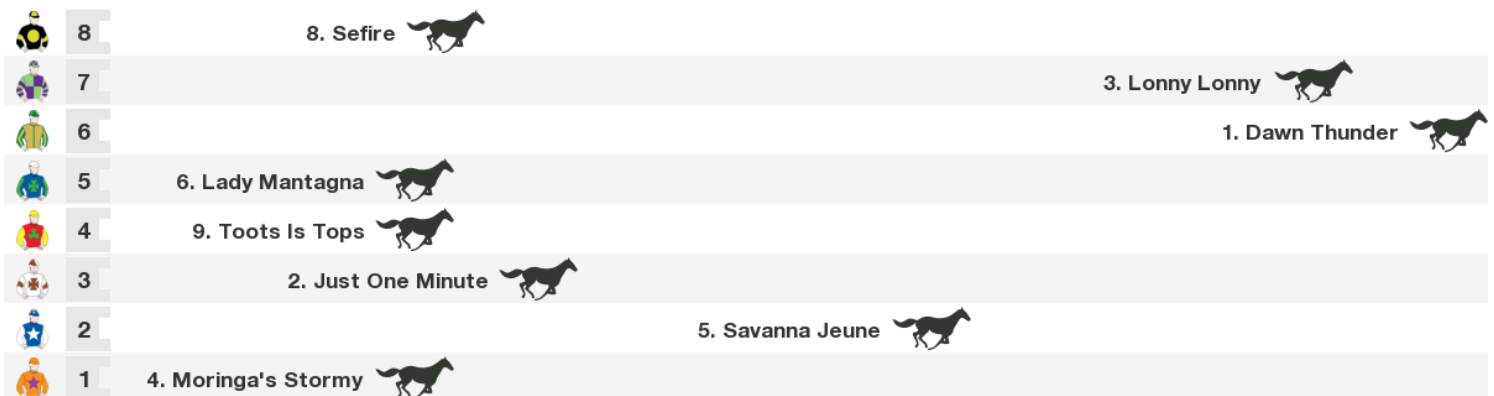 8 8. Sefire
7 3. Lonny Lonny
6 1. Dawn Thunder
5 6. Lady Mantagna
4 9. Toots Is Tops
3 2. Just One Minute
2 5. Savanna Jeune
1 4. Moringa's Stormy